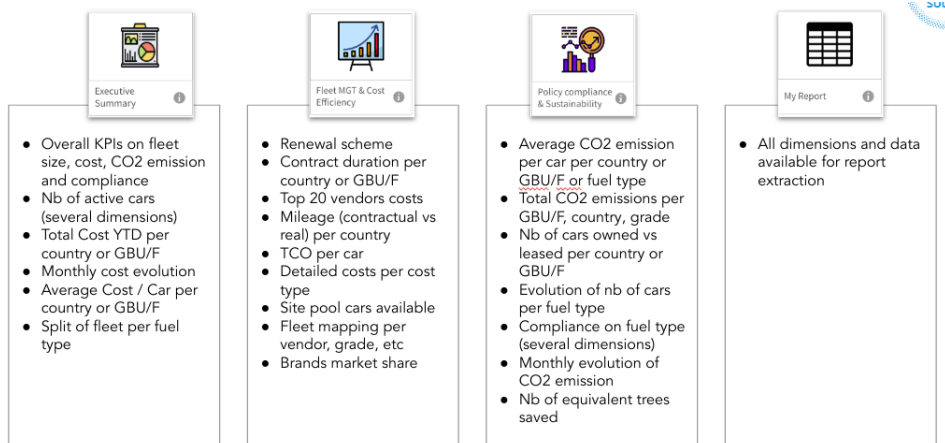 Executive
Summary
● Overall KPIs on fleet
size, cost, CO2 emission
and compliance
● Nb of active cars
(several dimensions)
● Total Cost YTD per
country or GBU/F
● Monthly cost evolution
● Average Cost / Car per
country or GBU/F
● Split of fleet per fuel
type
Fleet MGT & Cost
Efficiency
● Renewal scheme
● Contract duration per
country or GBU/F
● Top 20 vendors costs
● Mileage (contractual vs
real) per country
● TCO per car
● Detailed costs per cost
type
● Site pool cars available
● Fleet mapping per
vendor, grade, etc
● Brands market share
Policy compliance
& Sustainability
● Average CO2 emission
per car per country or
GBU/F or fuel type
● Total CO2 emissions per
GBU/F, country, grade
● Nb of cars owned vs
leased per country or
GBU/F
● Evolution of nb of cars
per fuel type
● Compliance on fuel type
(several dimensions)
● Monthly evolution of
CO2 emission
● Nb of equivalent trees
saved
My Report
● All dimensions and data
available for report
extraction